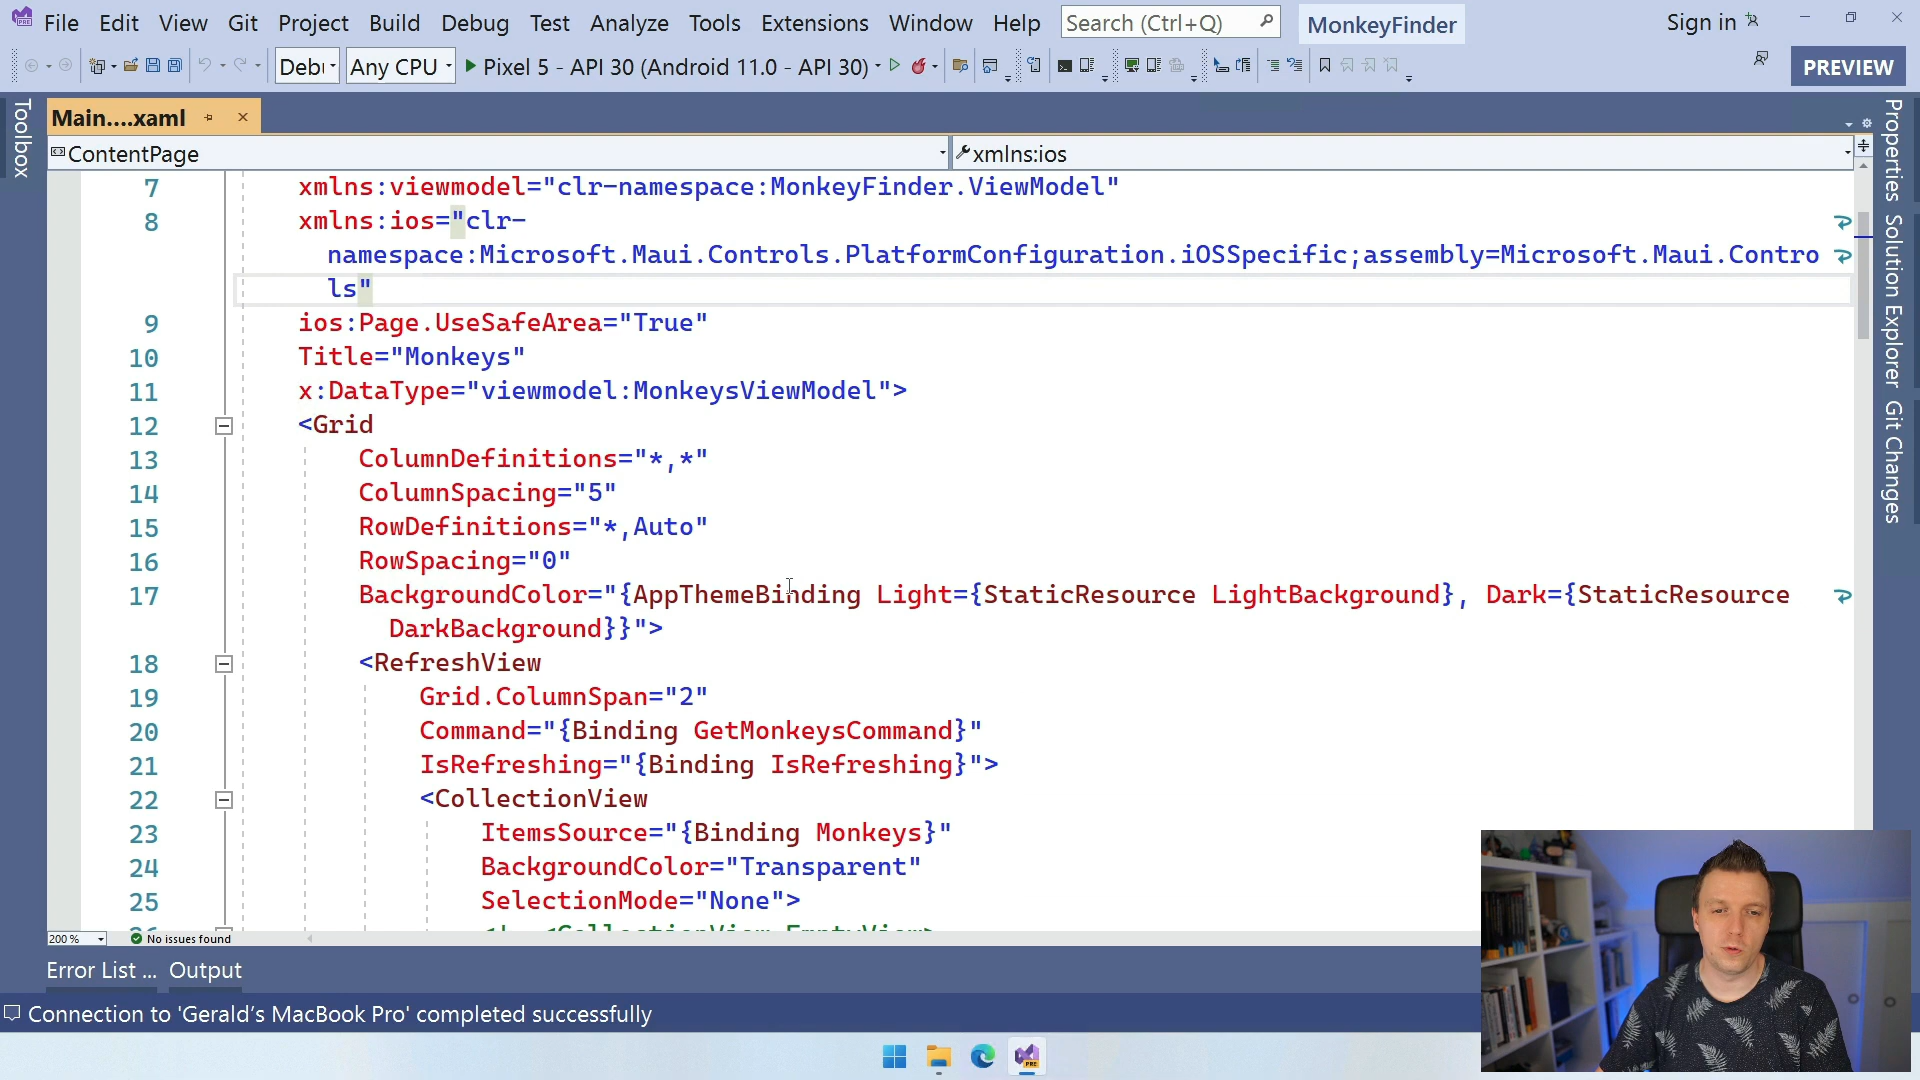 File Edit View Git Project Build Debug Test Analyze Tools Extensions Window Help Search (Ctrl+Q) MonkeyFinder Sign in
Debu Any CPU Pixel 5 - API 30 (Android 11.0 - API 30) PREVIEW
Toolbox
Main....xaml
ContentPage xmlns:ios
7 xmlns:viewmodel="clr-namespace:MonkeyFinder.ViewModel"
8 xmlns:ios="clr-
namespace:Microsoft.Maui.Controls.PlatformConfiguration.iOSSpecific;assembly=Microsoft.Maui.Contro
ls"
9 ios:Page.UseSafeArea="True"
10 Title="Monkeys"
11 x:DataType="viewmodel:MonkeysViewModel">
12 <Grid
13 ColumnDefinitions="*,*"
14 ColumnSpacing="5"
15 RowDefinitions="*,Auto"
16 RowSpacing="0"
17 BackgroundColor="{AppThemeBinding Light={StaticResource LightBackground}, Dark={StaticResource
DarkBackground}}">
18 <RefreshView
19 Grid.ColumnSpan="2"
20 Command="{Binding GetMonkeysCommand}"
21 IsRefreshing="{Binding IsRefreshing}">
22 <CollectionView
23 ItemsSource="{Binding Monkeys}"
24 BackgroundColor="Transparent"
25 SelectionMode="None">
Properties
Solution Explorer
Git Changes
200 % No issues found
Error List ... Output
Connection to 'Gerald's MacBook Pro' completed successfully